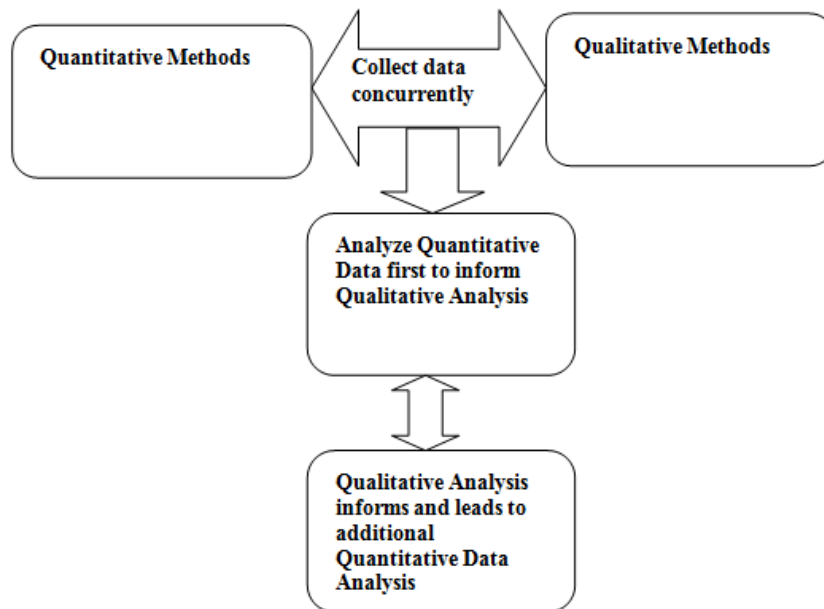 Quantitative Methods
Collect data
concurrently
Qualitative Methods
Analyze Quantitative
Data first to inform
Qualitative Analysis
Qualitative Analysis
informs and leads to
additional
Quantitative Data
Analysis